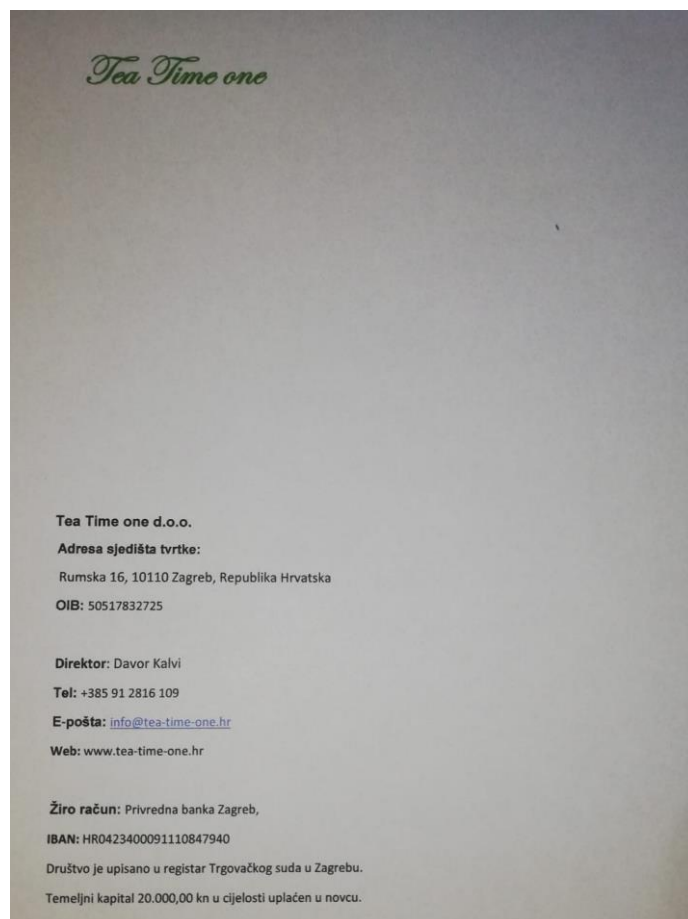 Tea Time one
Tea Time one d.o.o.
Adresa sjedišta tvrtke:
Rumska 16, 10110 Zagreb, Republika Hrvatska
OIB: 50517832725
Direktor: Davor Kalvi
Tel: +385 91 2816 109
E-pošta: info@tea-time-one.hr
Web: www.tea-time-one.hr
Žiro račun: Privredna banka Zagreb,
IBAN: HR0423400091110847940
Društvo je upisano u registar Trgovačkog suda u Zagrebu.
Temeljni kapital 20.000,00 kn u cijelosti uplaćen u novcu.